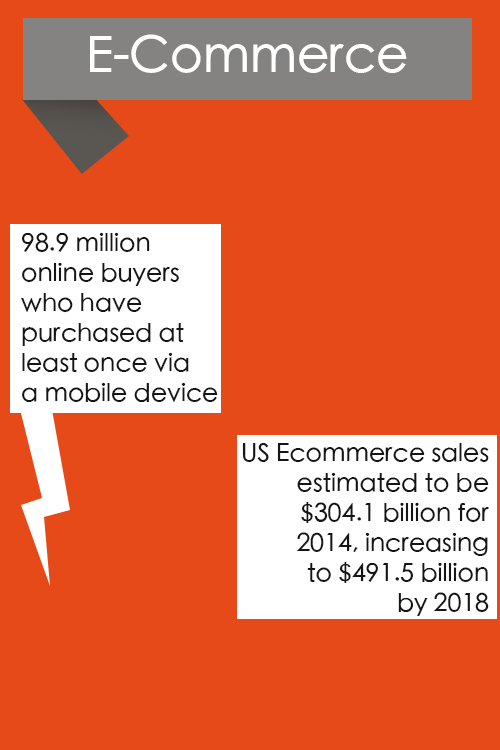 E-Commerce
98.9 million
online buyers
who have
purchased at
least once via
a mobile device
US Ecommerce sales
estimated to be
$304.1 billion for
2014, increasing
to $491.5 billion
by 2018